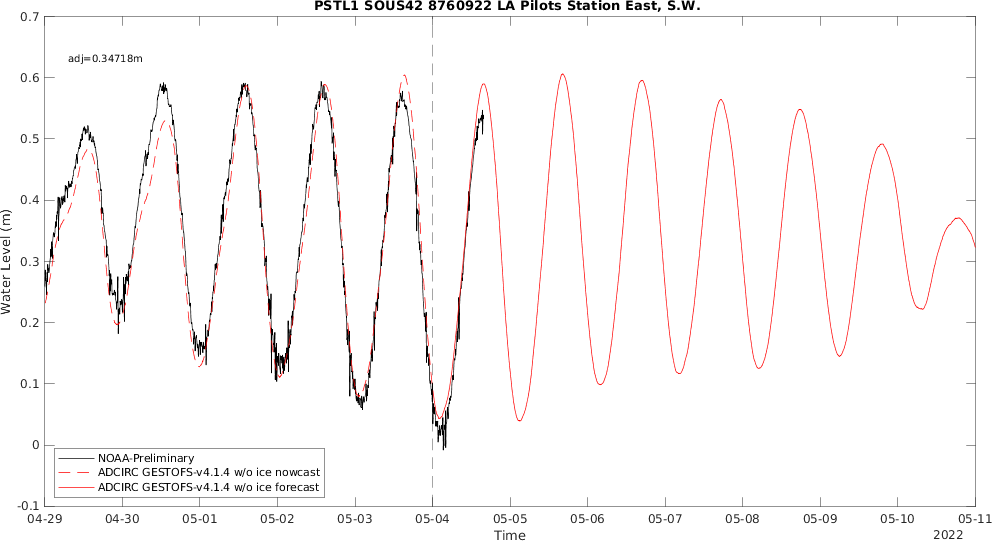 PSTL1 SOUS42 8760922 LA Pilots Station East, S.W.
adj=0.34718m
0.7
0.6
0.5
0.4
0.3
0.2
0.1
0
-0.1
Water Level (m)
NOAA-Preliminary
ADCIRC GESTOFS-v4.1.4 w/o ice nowcast
ADCIRC GESTOFS-v4.1.4 w/o ice forecast
04-29 04-30 05-01 05-02 05-03 05-04 05-05 05-06 05-07 05-08 05-09 05-10 05-11
Time
2022